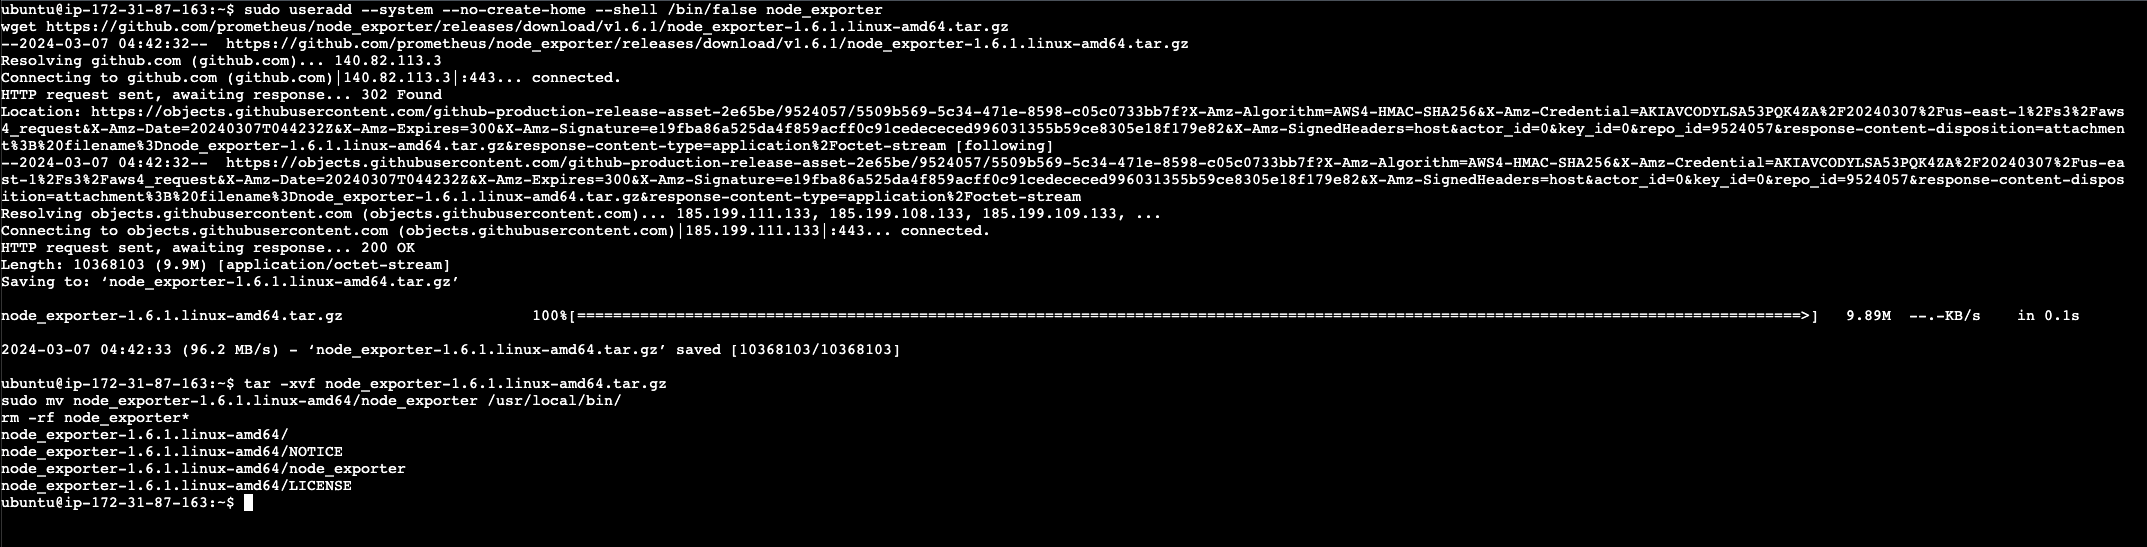 ubuntu@ip-172-31-87-163:~$ sudo useradd --system --no-create-home --shell /bin/false node_exporter
wget https://github.com/prometheus/node_exporter/releases/download/v1.6.1/node_exporter-1.6.1.linux-amd64.tar.gz
--2024-03-07 04:42:32--  https://github.com/prometheus/node_exporter/releases/download/v1.6.1/node_exporter-1.6.1.linux-amd64.tar.gz
Resolving github.com (github.com)... 140.82.113.3
Connecting to github.com (github.com)|140.82.113.3|:443... connected.
HTTP request sent, awaiting response... 302 Found
Location: https://objects.githubusercontent.com/github-production-release-asset-2e65be/9524057/5509b569-5c34-471e-8598-c05c0733bb7f?X-Amz-Algorithm=AWS4-HMAC-SHA256&X-Amz-Credential=AKIAVCODYLSA53PQK4ZA%2F20240307%2Fus-east-1%2Fs3%2Faws
4_request&X-Amz-Date=20240307T044232Z&X-Amz-Expires=300&X-Amz-Signature=e19fba86a525da4f859acff0c91cedececed996031355b59ce8305e18f179e82&X-Amz-SignedHeaders=host&actor_id=0&key_id=0&repo_id=9524057&response-content-disposition=attachmen
t%3B%20filename%3Dnode_exporter-1.6.1.linux-amd64.tar.gz&response-content-type=application%2Foctet-stream [following]
--2024-03-07 04:42:32--  https://objects.githubusercontent.com/github-production-release-asset-2e65be/9524057/5509b569-5c34-471e-8598-c05c0733bb7f?X-Amz-Algorithm=AWS4-HMAC-SHA256&X-Amz-Credential=AKIAVCODYLSA53PQK4ZA%2F20240307%2Fus-ea
st-1%2Fs3%2Faws4_request&X-Amz-Date=20240307T044232Z&X-Amz-Expires=300&X-Amz-Signature=e19fba86a525da4f859acff0c91cedececed996031355b59ce8305e18f179e82&X-Amz-SignedHeaders=host&actor_id=0&key_id=0&repo_id=9524057&response-content-dispos
ition=attachment%3B%20filename%3Dnode_exporter-1.6.1.linux-amd64.tar.gz&response-content-type=application%2Foctet-stream
Resolving objects.githubusercontent.com (objects.githubusercontent.com)... 185.199.111.133, 185.199.108.133, 185.199.109.133, ...
Connecting to objects.githubusercontent.com (objects.githubusercontent.com)|185.199.111.133|:443... connected.
HTTP request sent, awaiting response... 200 OK
Length: 10368103 (9.9M) [application/octet-stream]
Saving to: ‘node_exporter-1.6.1.linux-amd64.tar.gz’
node_exporter-1.6.1.linux-amd64.tar.gz 100%[========================================================================================================================================>] 9.89M --.-KB/s in 0.1s
2024-03-07 04:42:33 (96.2 MB/s) - ‘node_exporter-1.6.1.linux-amd64.tar.gz’ saved [10368103/10368103]
ubuntu@ip-172-31-87-163:~$ tar -xvf node_exporter-1.6.1.linux-amd64.tar.gz
sudo mv node_exporter-1.6.1.linux-amd64/node_exporter /usr/local/bin/
rm -rf node_exporter*
node_exporter-1.6.1.linux-amd64/
node_exporter-1.6.1.linux-amd64/NOTICE
node_exporter-1.6.1.linux-amd64/node_exporter
node_exporter-1.6.1.linux-amd64/LICENSE
ubuntu@ip-172-31-87-163:~$